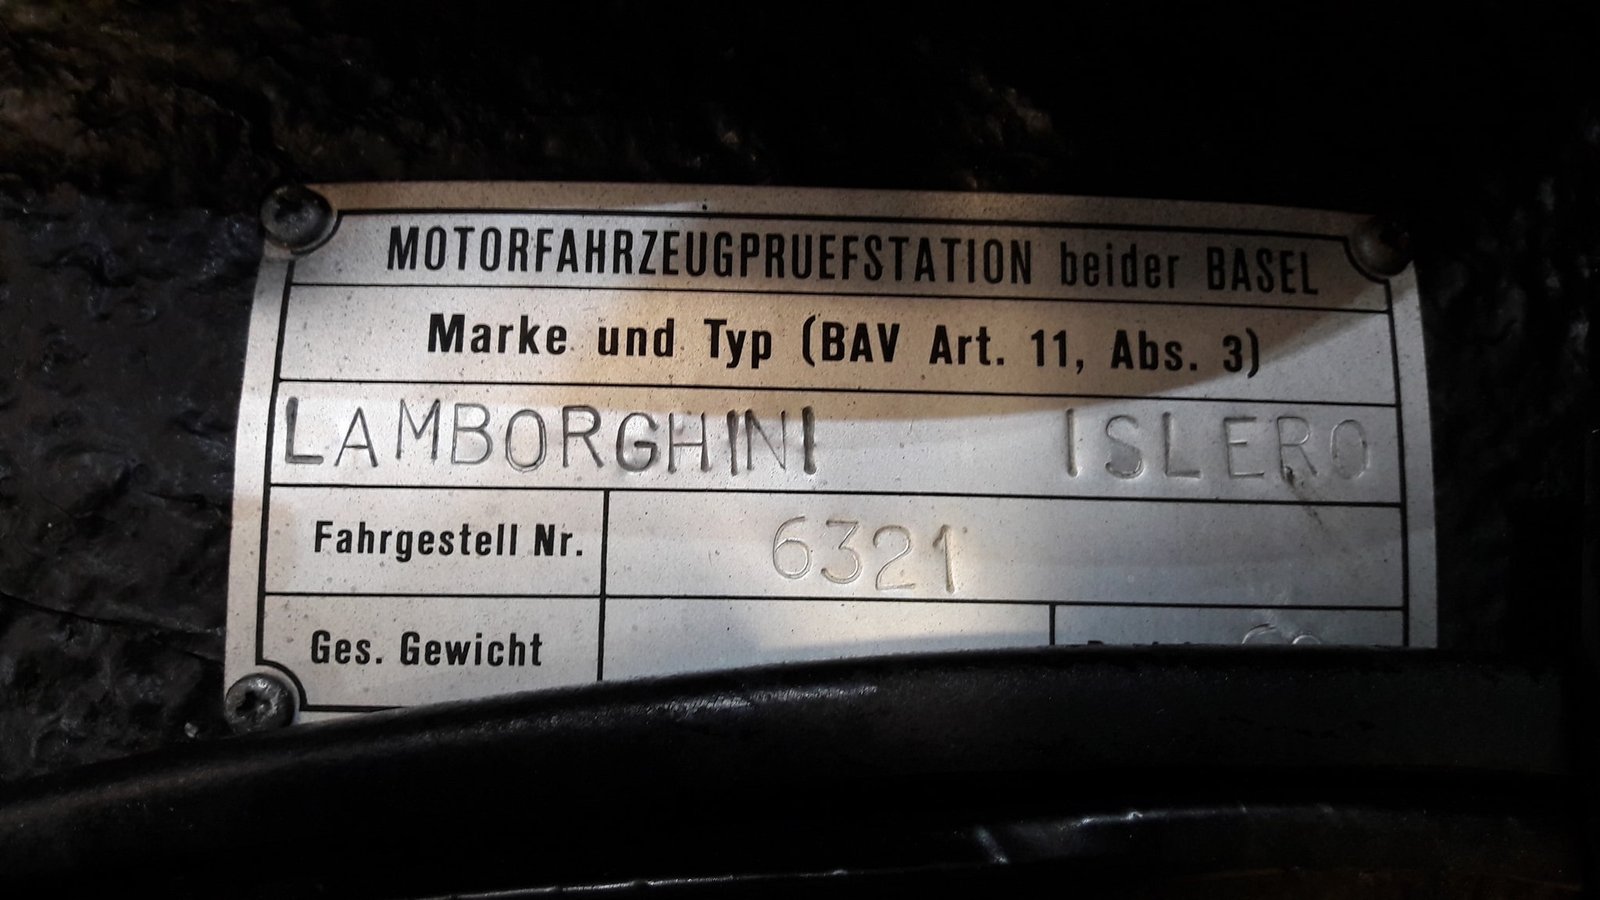 MOTORFAHRZEUGPRUEFSTATION beider BASEL
Marke und Typ (BAV Art. 11, Abs. 3)
LAMBORGHINI ISLERO
Fahrgestell Nr. 6321
Ges. Gewicht